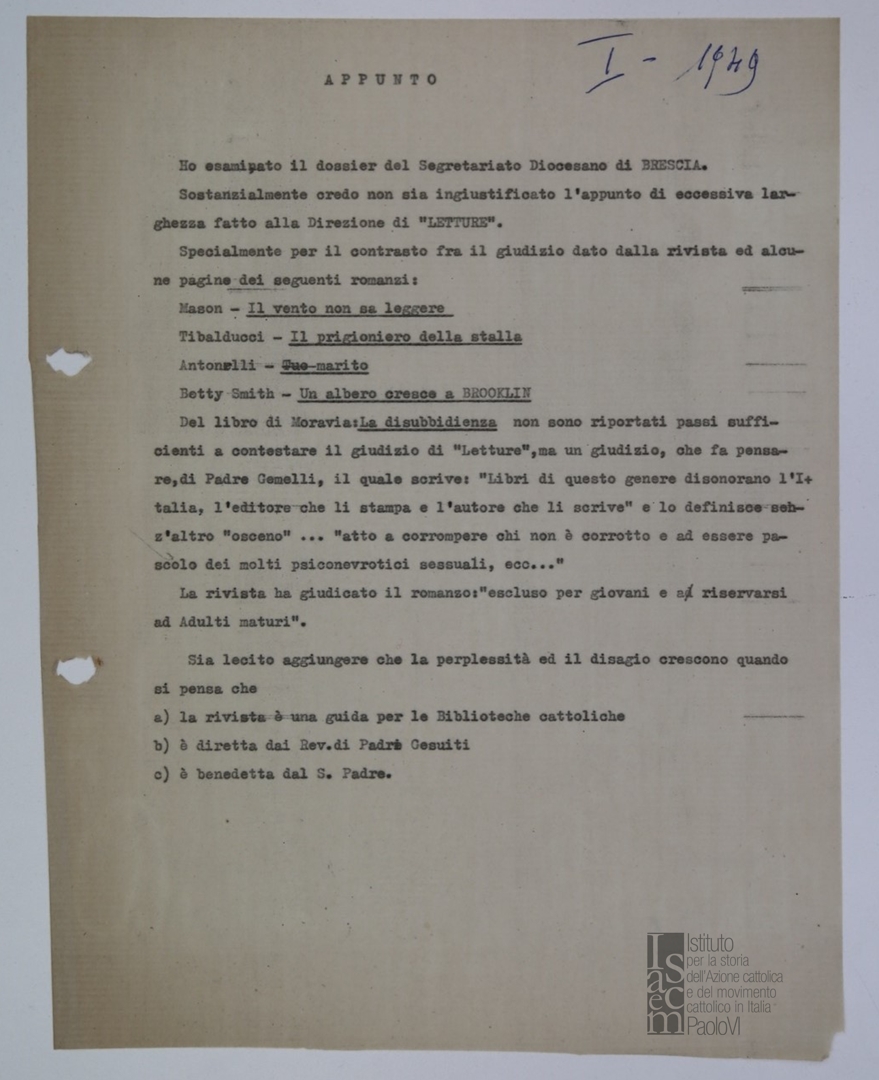 I - 1949
APPUNTO
Ho esaminato il dossier del Segretariato Diocesano di BRESCIA.
Sostanzialmente credo non sia ingiustificato l'appunto di eccessiva lar-
ghezza fatto alla Direzione di "LETTURE".
Specialmente per il contrasto fra il giudizio dato dalla rivista ed alcu-
ne pagine dei seguenti romanzi:
Mason - Il vento non sa leggere
Tibalducci - Il prigioniero della stalla
Antonelli - Tuo marito
Betty Smith - Un albero cresce a BROOKLIN
Del libro di Moravia:La disubbidienza non sono riportati passi suffi-
cienti a contestare il giudizio di "Letture",ma un giudizio, che fa pensa-
re,di Padre Gemelli, il quale scrive: "Libri di questo genere disonorano l'I+
talia, l'editore che li stampa e l'autore che li scrive" e lo definisce seh-
z'altro "osceno" ... "atto a corrompere chi non è corrotto e ad essere pa-
scolo dei molti psiconevrotici sessuali, ecc..."
La rivista ha giudicato il romanzo:"escluso per giovani e a riservarsi
ad Adulti maturi".
Sia lecito aggiungere che la perplessità ed il disagio crescono quando
si pensa che
a) la rivista è una guida per le Biblioteche cattoliche
b) è diretta dai Rev.di Padri Gesuiti
c) è benedetta dal S. Padre.
Isacem
Istituto
per la storia
dell'Azione cattolica
e del movimento
cattolico in Italia
PaoloVI